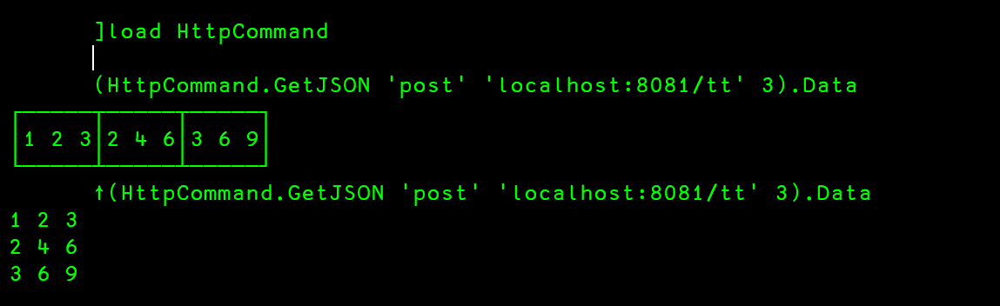 ]load HttpCommand
(HttpCommand.GetJSON 'post' 'localhost:8081/tt' 3).Data
1 2 3 2 4 6 3 6 9
↑(HttpCommand.GetJSON 'post' 'localhost:8081/tt' 3).Data
1 2 3
2 4 6
3 6 9